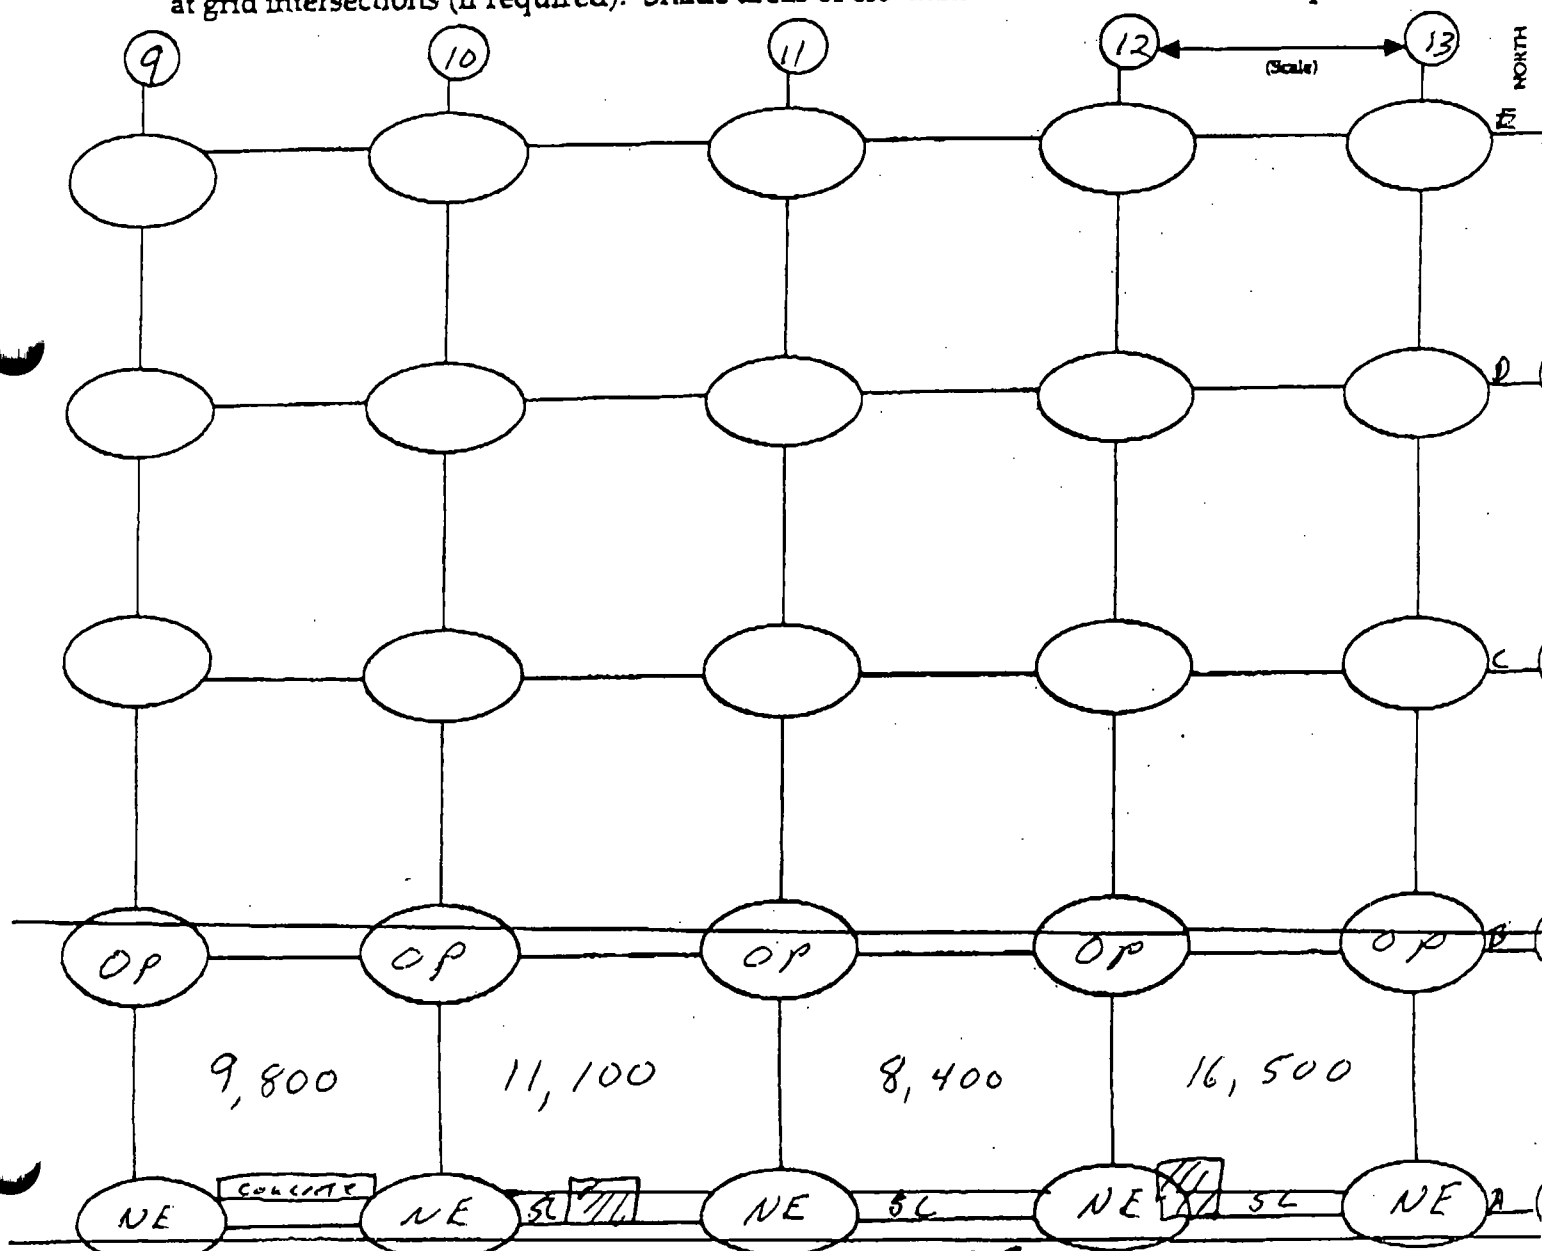 at grid intersections (if required).
9 10 11 12 13
(Scale)
NORTH
E
D
C
OP OP OP OP OP B
9,800 11,100 8,400 16,500
CONCRETE
NE NE SL NE SL NE SL NE A